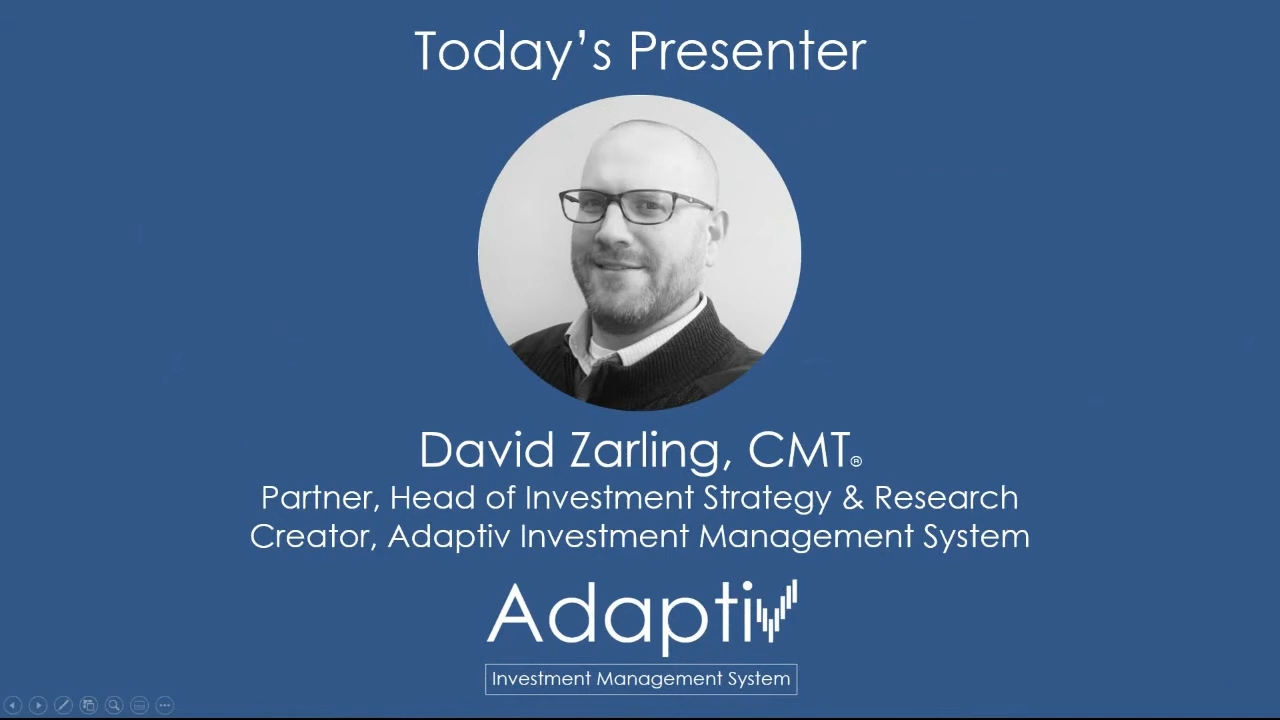 Today’s Presenter
David Zarling, CMT®
Partner, Head of Investment Strategy & Research
Creator, Adaptiv Investment Management System
Adaptiv
Investment Management System